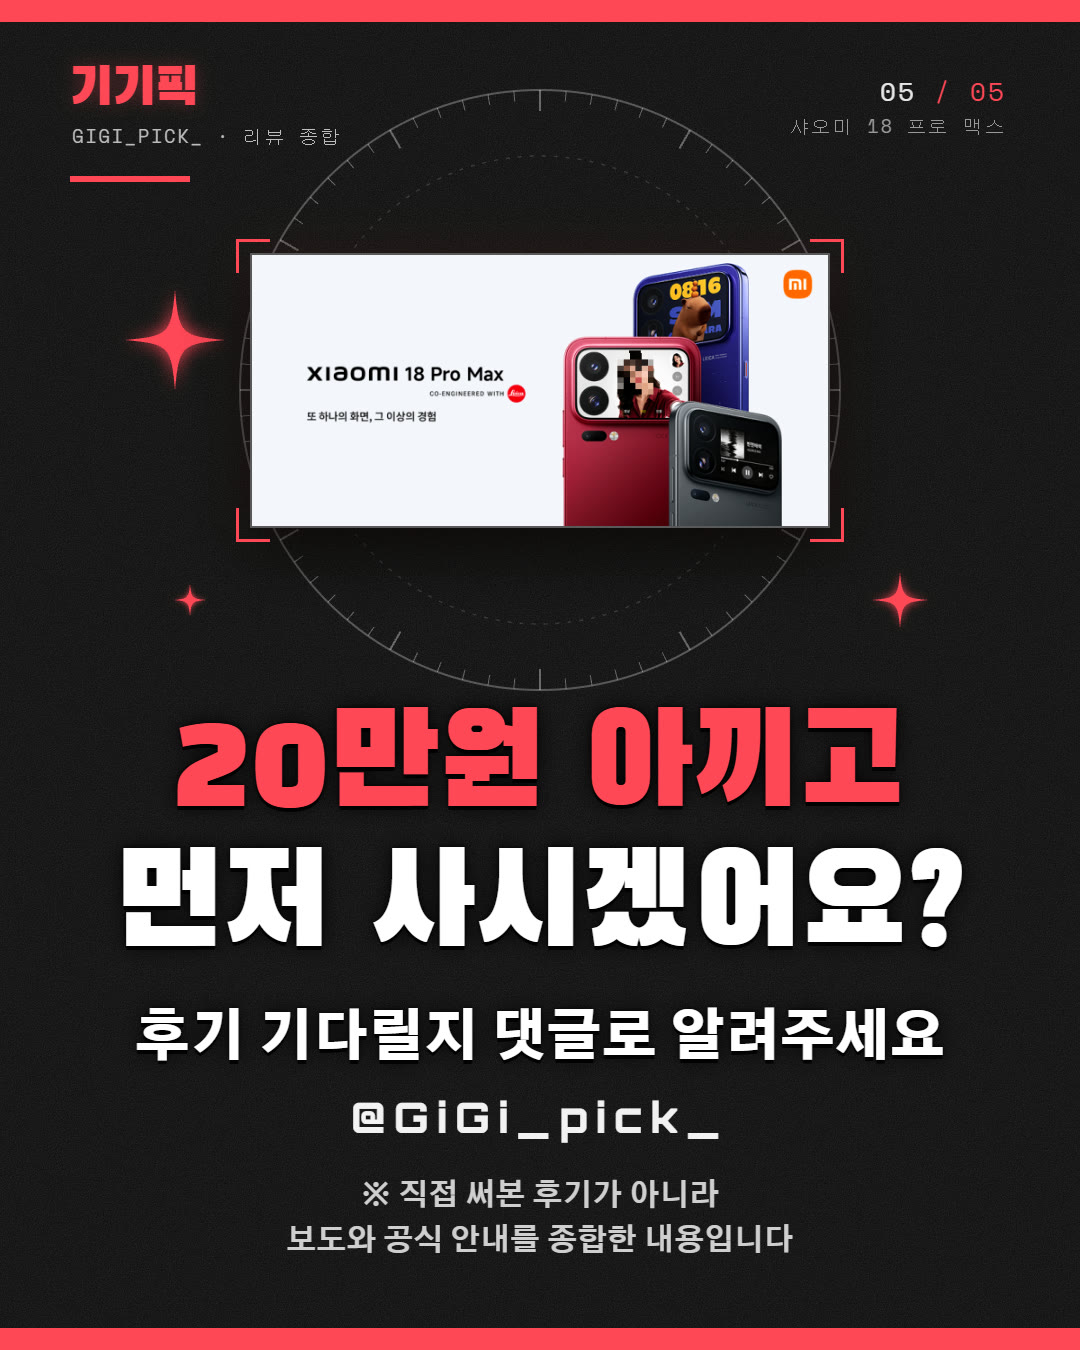 기기픽
GIGI_PICK_ · 리뷰 종합
05 / 05
샤오미 18 프로 맥스
08:16
mi
xiaomi 18 Pro Max
CO-ENGINEERED WITH Leica
또 하나의 화면, 그 이상의 경험
20만원 아끼고
먼저 사시겠어요?
후기 기다릴지 댓글로 알려주세요
@GiGi_pick_
※ 직접 써본 후기가 아니라
보도와 공식 안내를 종합한 내용입니다